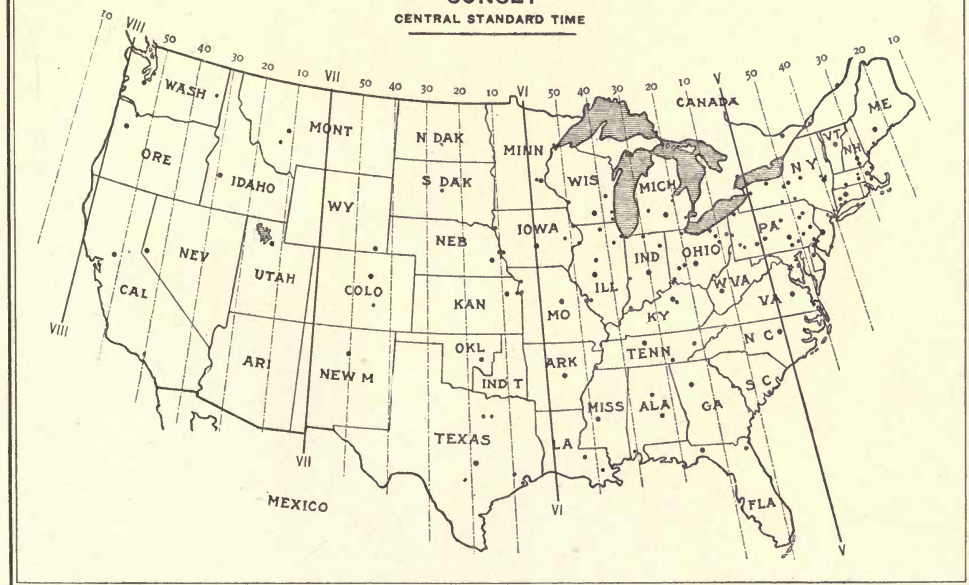 SUNSET
CENTRAL STANDARD TIME
10 VIII 50 40 30 20 10 VII 50 40 30 20 10 VI 50 40 30 20 10 V 50 40 30 20 10
CANADA
WASH
MONT
N DAK
MINN
ME
VT
NH
ORE
IDAHO
S DAK
WIS
MICH
N Y
WY
IOWA
PA
NEB
OHIO
NEV
UTAH
IND
ILL
W VA
CAL
COLO
KAN
MO
KY
VA
VIII
OKL
TENN
N C
ARI
NEW M
IND T
ARK
S C
MISS
ALA
GA
TEXAS
LA
VII
MEXICO
VI
FLA
V